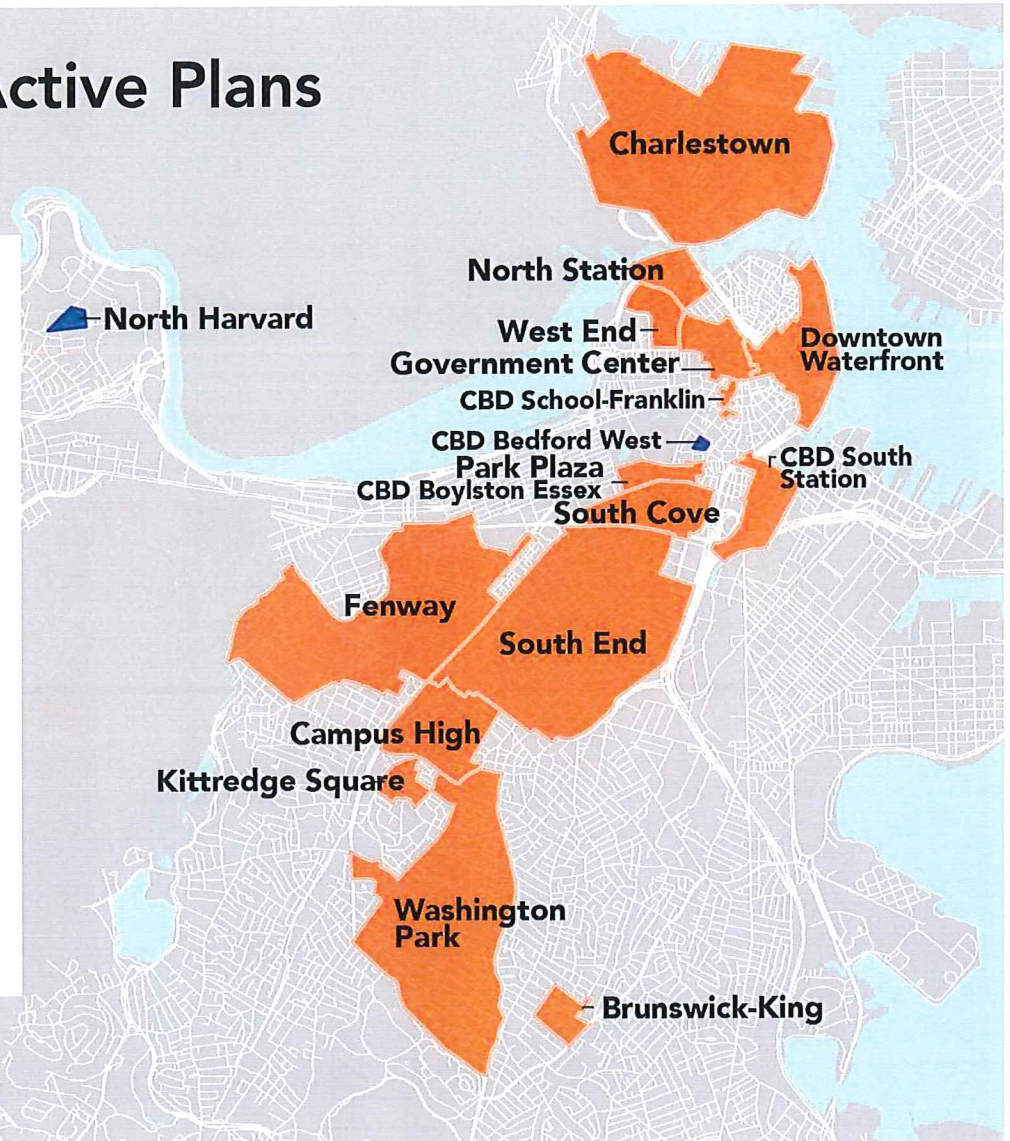 Active Plans
Charlestown
North Station
North Harvard
West End
Downtown
Waterfront
Government Center
CBD School-Franklin
CBD Bedford West
Park Plaza
CBD South
Station
CBD Boylston Essex
South Cove
Fenway
South End
Campus High
Kittredge Square
Washington
Park
Brunswick-King